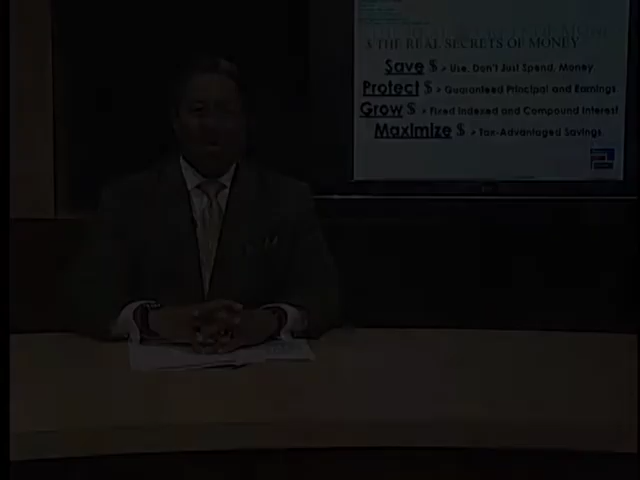 4 THE REAL SECRETS OF MONEY
Save $ > Use, Don't Just Spend, Money
Protect $ > Guaranteed Principal and Earnings
Grow $ > Fixed Indexed and Compound Interest
Maximize $ > Tax-Advantaged Savings